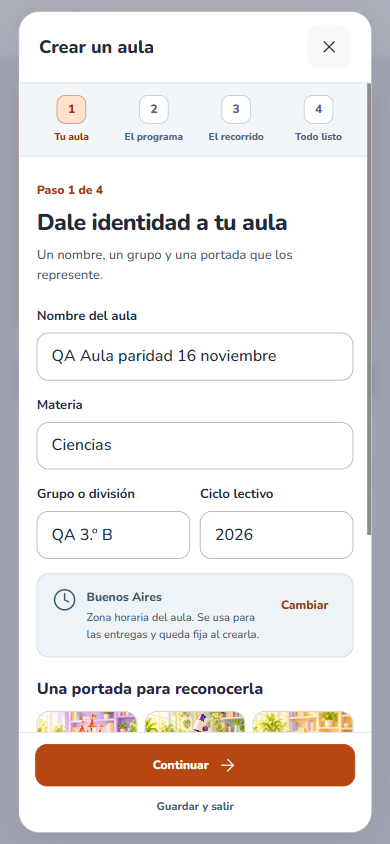 Crear un aula
1
2
3
4
Tu aula
El programa
El recorrido
Todo listo
Paso 1 de 4
Dale identidad a tu aula
Un nombre, un grupo y una portada que los
represente.
Nombre del aula
QA Aula paridad 16 noviembre
Materia
Ciencias
Grupo o división
Ciclo lectivo
QA 3.º B
2026
Buenos Aires
Cambiar
Zona horaria del aula. Se usa para
las entregas y queda fija al crearla.
Una portada para reconocerla
Continuar
Guardar y salir